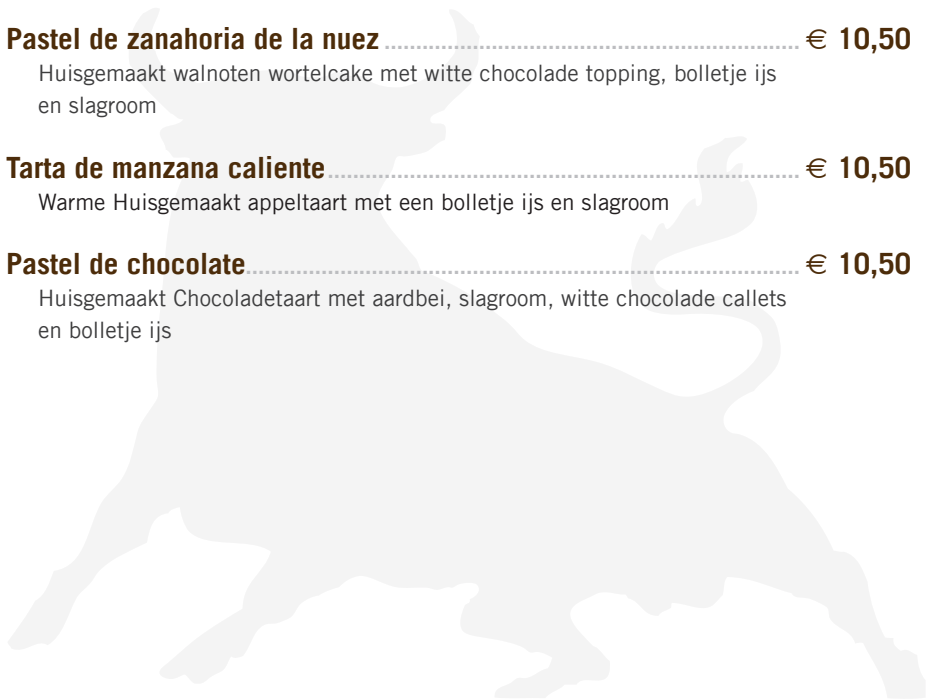 Pastel de zanahoria de la nuez ........ € 10,50
Huisgemaakt walnoten wortelcake met witte chocolade topping, bolletje ijs
en slagroom
Tarta de manzana caliente ........ € 10,50
Warme Huisgemaakt appeltaart met een bolletje ijs en slagroom
Pastel de chocolate ........ € 10,50
Huisgemaakt Chocoladetaart met aardbei, slagroom, witte chocolade callets
en bolletje ijs